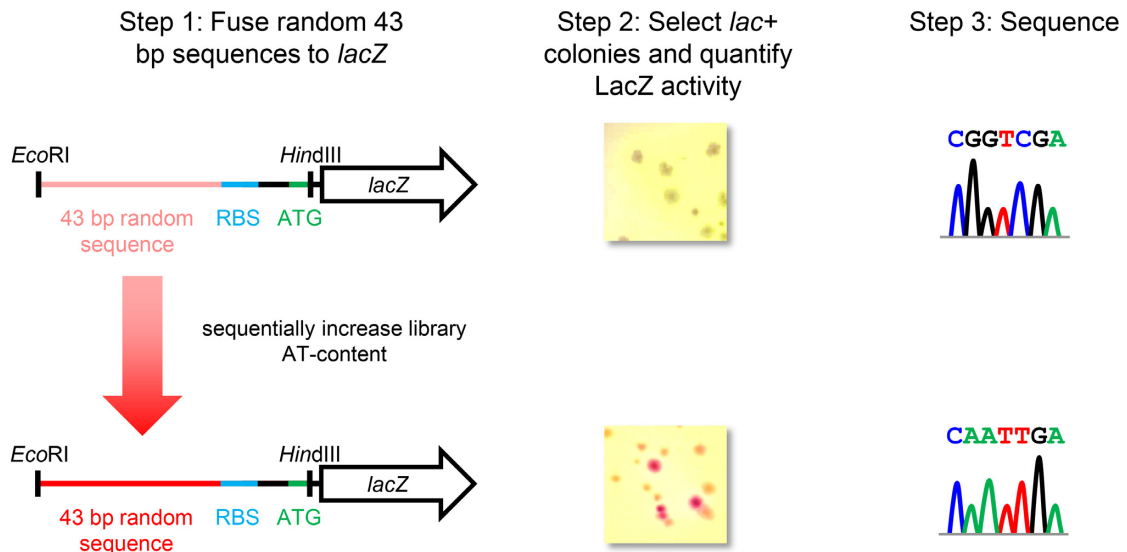 Step 1: Fuse random 43
bp sequences to lacZ
Step 2: Select lac+
colonies and quantify
LacZ activity
Step 3: Sequence
EcoRI
HindIII
lacZ
43 bp random
sequence
RBS
ATG
CGGTCGA
sequentially increase library
AT-content
EcoRI
HindIII
lacZ
43 bp random
sequence
RBS
ATG
CAATTGA